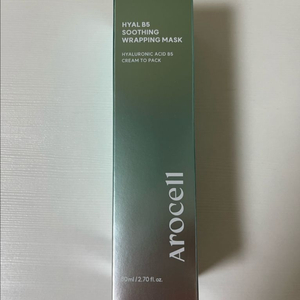 HYAL B5
SOOTHING
WRAPPING MASK
HYALURONIC ACID B5
CREAM TO PACK
Arocell
80ml/2.70 fl. oz.